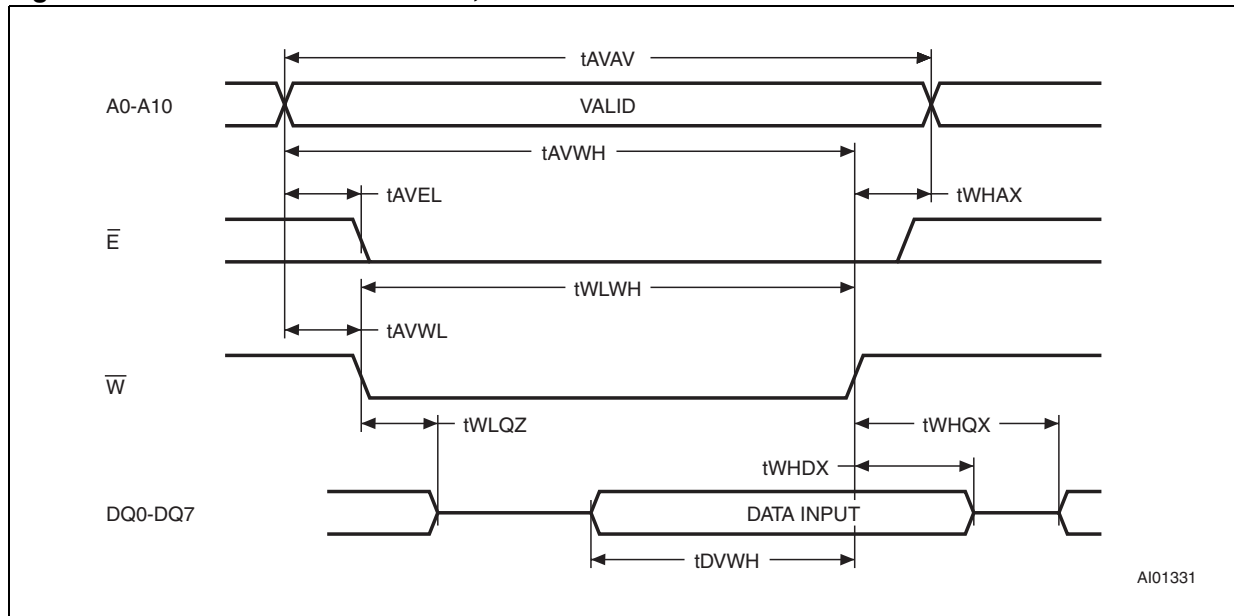 tAVAV
A0-A10
VALID
tAVWH
tAVEL
tWHAX
E
tWLWH
tAVWL
W
tWLQZ
tWHQX
tWHDX
DQ0-DQ7
DATA INPUT
tDVWH
AI01331